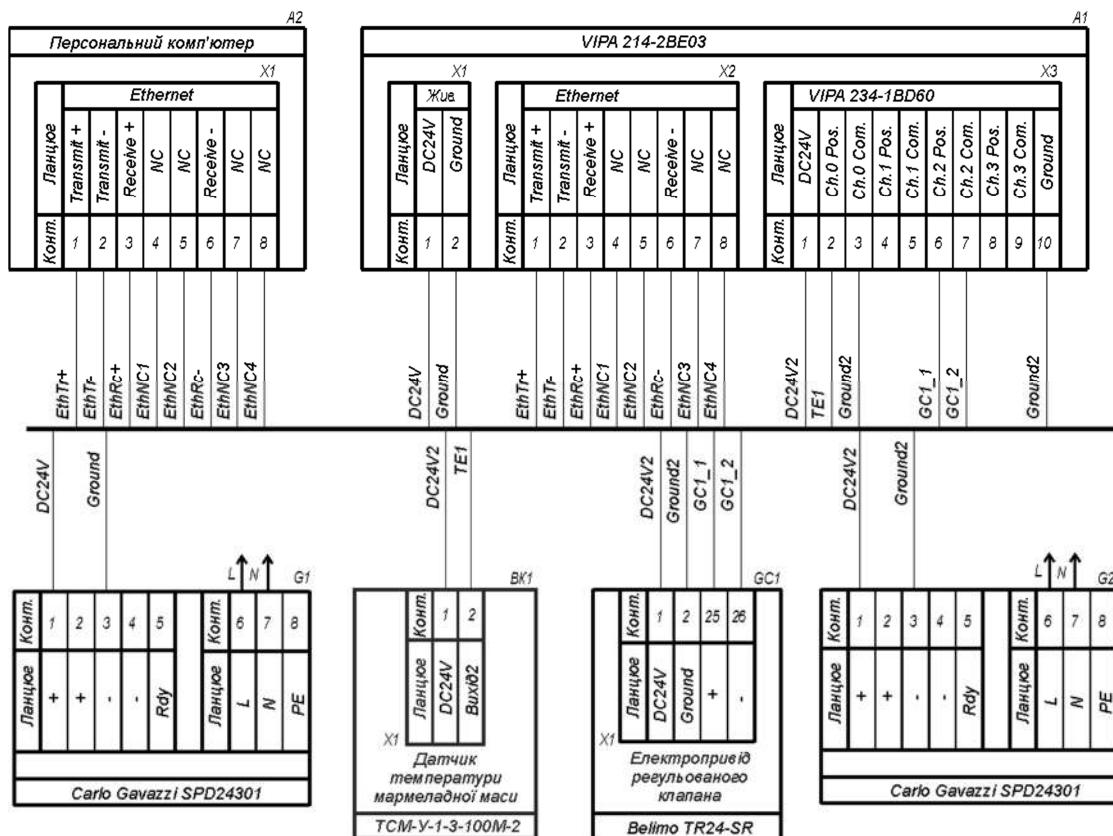 A2
A1
Персональний комп'ютер
VIPA 214-2BE03
X1
X1
X2
X3
Ланцюг
Ethernet
Transmit +
Transmit -
Receive +
NC
NC
Receive -
NC
NC
Конт.
1
2
3
4
5
6
7
8
Ланцюг
Жив
DC24V
Ground
Конт.
1
2
Ланцюг
Ethernet
Transmit +
Transmit -
Receive +
NC
NC
Receive -
NC
NC
Конт.
1
2
3
4
5
6
7
8
Ланцюг
VIPA 234-1BD60
DC24V
Ch.0 Pos.
Ch.0 Com.
Ch.1 Pos.
Ch.1 Com.
Ch.2 Pos.
Ch.2 Com.
Ch.3 Pos.
Ch.3 Com.
Ground
Конт.
1
2
3
4
5
6
7
8
9
10
EthTr+
EthTr-
EthRc+
EthNC1
EthNC2
EthRc-
EthNC3
EthNC4
DC24V
Ground
EthTr+
EthTr-
EthRc+
EthNC1
EthNC2
EthRc-
EthNC3
EthNC4
DC24V2
TE1
Ground2
GC1_1
GC1_2
Ground2
DC24V
Ground
DC24V2
TE1
DC24V2
Ground2
GC1_1
GC1_2
DC24V2
Ground2
L
N
G1
Конт.
1
2
3
4
5
Конт.
6
7
8
Ланцюг
+
+
-
-
Rdy
Ланцюг
L
N
PE
Carlo Gavazzi SPD24301
BK1
Конт.
1
2
Ланцюг
DC24V
Вихід2
X1
Датчик
температури
мармеладної маси
ТСМ-У-1-3-100М-2
GC1
Конт.
1
2
25
26
Ланцюг
DC24V
Ground
+
-
X1
Електропривід
регульованого
клапана
Belimo TR24-SR
L
N
G2
Конт.
1
2
3
4
5
Конт.
6
7
8
Ланцюг
+
+
-
-
Rdy
Ланцюг
L
N
PE
Carlo Gavazzi SPD24301